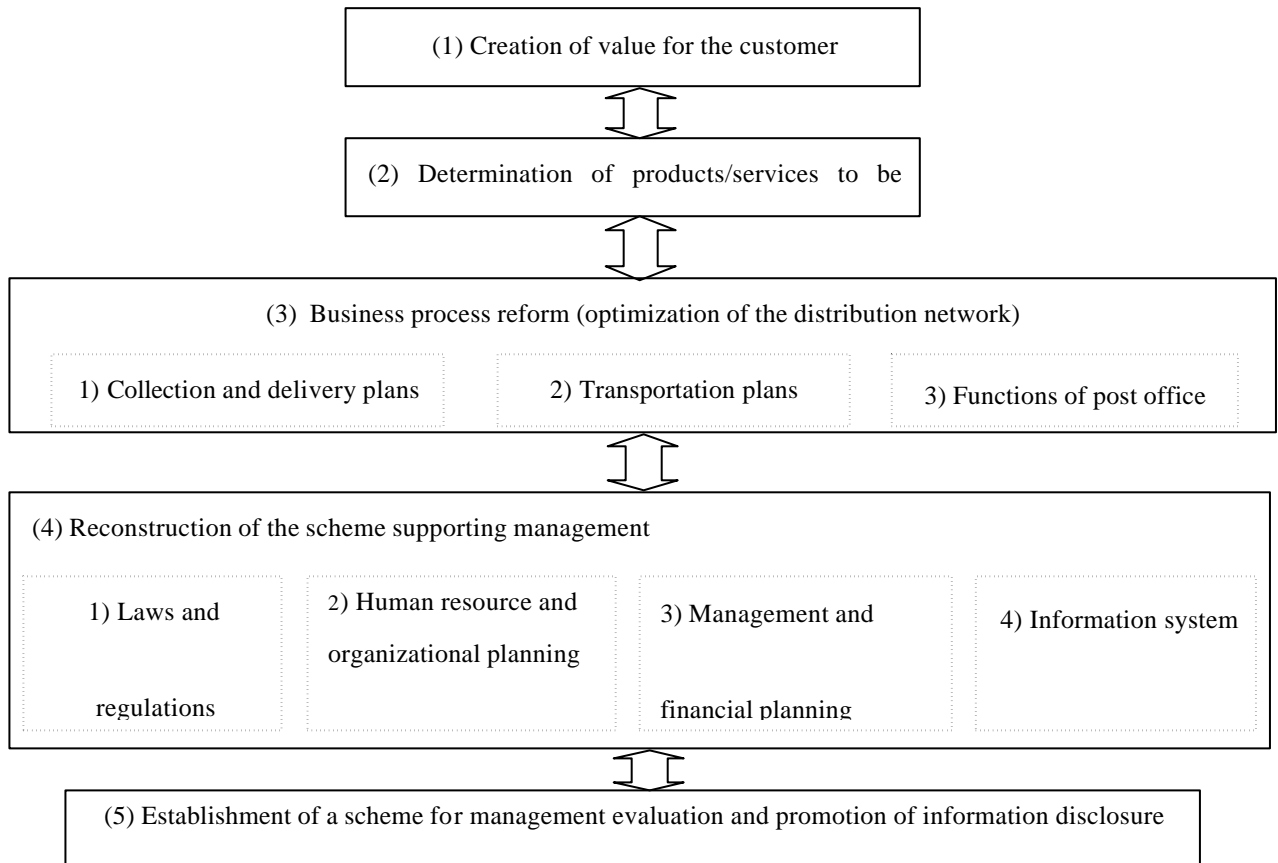 (1) Creation of value for the customer
(2) Determination of products/services to be
(3) Business process reform (optimization of the distribution network)
1) Collection and delivery plans
2) Transportation plans
3) Functions of post office
(4) Reconstruction of the scheme supporting management
1) Laws and
regulations
2) Human resource and
organizational planning
3) Management and
financial planning
4) Information system
(5) Establishment of a scheme for management evaluation and promotion of information disclosure